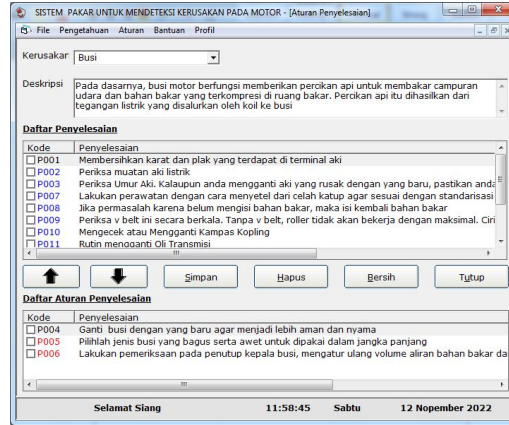 SISTEM PAKAR UNTUK MENDETEKSI KERUSAKAN PADA MOTOR - [Aturan Penyelesaian]
File Pengetahuan Aturan Bantuan Profil
Kerusakar Busi
Deskripsi
Pada dasarnya, busi motor berfungsi memberikan percikan api untuk membakar campuran
udara dan bahan bakar yang terkompresi di ruang bakar. Percikan api itu dihasilkan dari
tegangan listrik yang disalurkan oleh koil ke busi
Daftar Penyelesaian
Kode Penyelesaian
P001 Membersihkan karat dan plak yang terdapat di terminal aki
P002 Periksa muatan aki listrik
P003 Periksa Umur Aki. Kalaupun anda mengganti aki yang rusak dengan yang baru, pastikan anda
P007 Lakukan perawatan dengan cara menyetel dari celah katup agar sesuai dengan standarisasi
P008 Jika permasalah karena belum mengisi bahan bakar, maka isi kembali bahan bakar
P009 Periksa v belt ini secara berkala. Tanpa v belt, roller tidak akan bekerja dengan maksimal. Ciri
P010 Mengecek atau Mengganti Kampas Kopling
P011 Rutin mengganti Oli Transmisi
Simpan Hapus Bersih Tutup
Daftar Aturan Penyelesaian
Kode Penyelesaian
P004 Ganti busi dengan yang baru agar menjadi lebih aman dan nyama
P005 Pilihlah jenis busi yang bagus serta awet untuk dipakai dalam jangka panjang
P006 Lakukan pemeriksaan pada penutup kepala busi, mengatur ulang volume aliran bahan bakar da
Selamat Siang 11:58:45 Sabtu 12 Nopember 2022